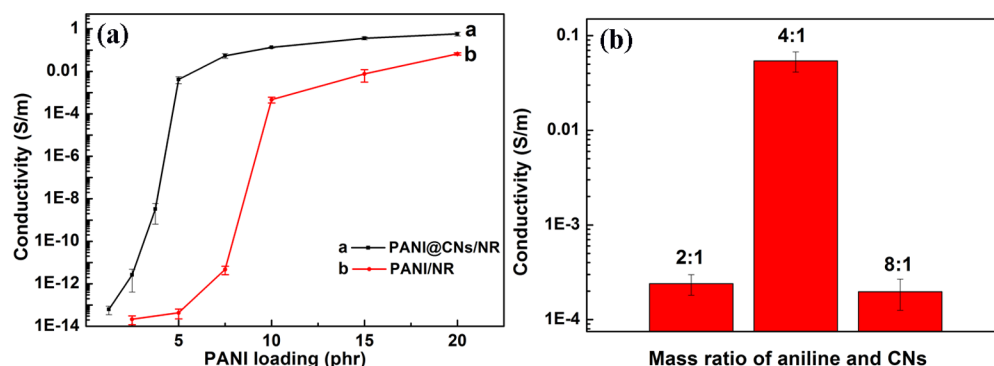 (a)
Conductivity (S/m)
1
0.01
1E-4
1E-6
1E-8
1E-10
1E-12
1E-14
a
b
a PANI@CNs/NR
b PANI/NR
5 10 15 20
PANI loading (phr)
(b)
Conductivity (S/m)
0.1
0.01
1E-3
1E-4
2:1
4:1
8:1
Mass ratio of aniline and CNs